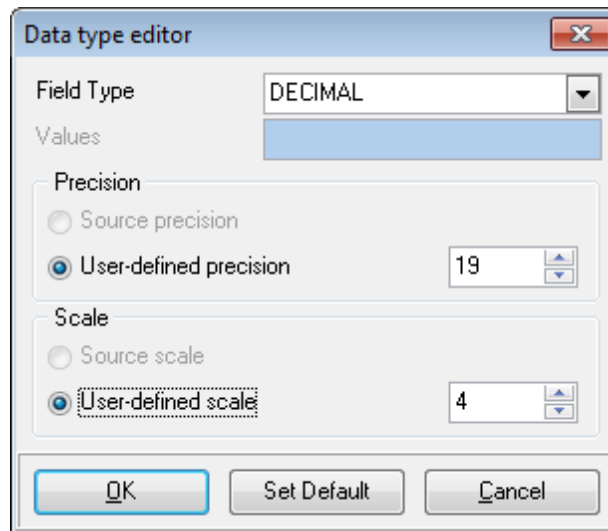 Data type editor
Field Type DECIMAL
Values
Precision
Source precision
User-defined precision 19
Scale
Source scale
User-defined scale 4
OK Set Default Cancel